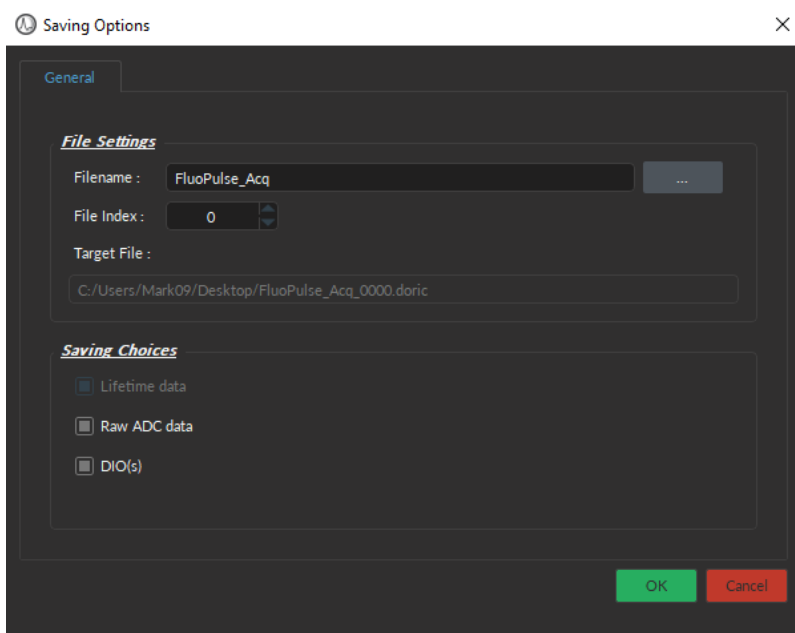 Saving Options
General
File Settings
Filename : FluoPulse_Acq ...
File Index : 0
Target File :
C:/Users/Mark09/Desktop/FluoPulse_Acq_0000.doric
Saving Choices
Lifetime data
Raw ADC data
DIO(s)
OK Cancel